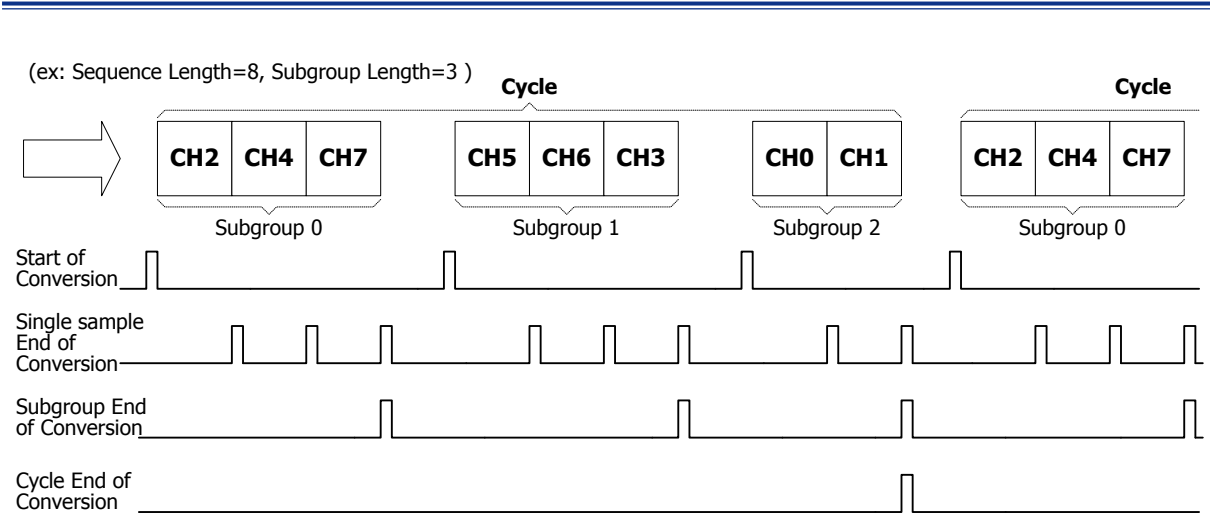 (ex: Sequence Length=8, Subgroup Length=3 )
Cycle Cycle
CH2 CH4 CH7 CH5 CH6 CH3 CH0 CH1 CH2 CH4 CH7
Subgroup 0 Subgroup 1 Subgroup 2 Subgroup 0
Start of
Conversion
Single sample
End of
Conversion
Subgroup End
of Conversion
Cycle End of
Conversion